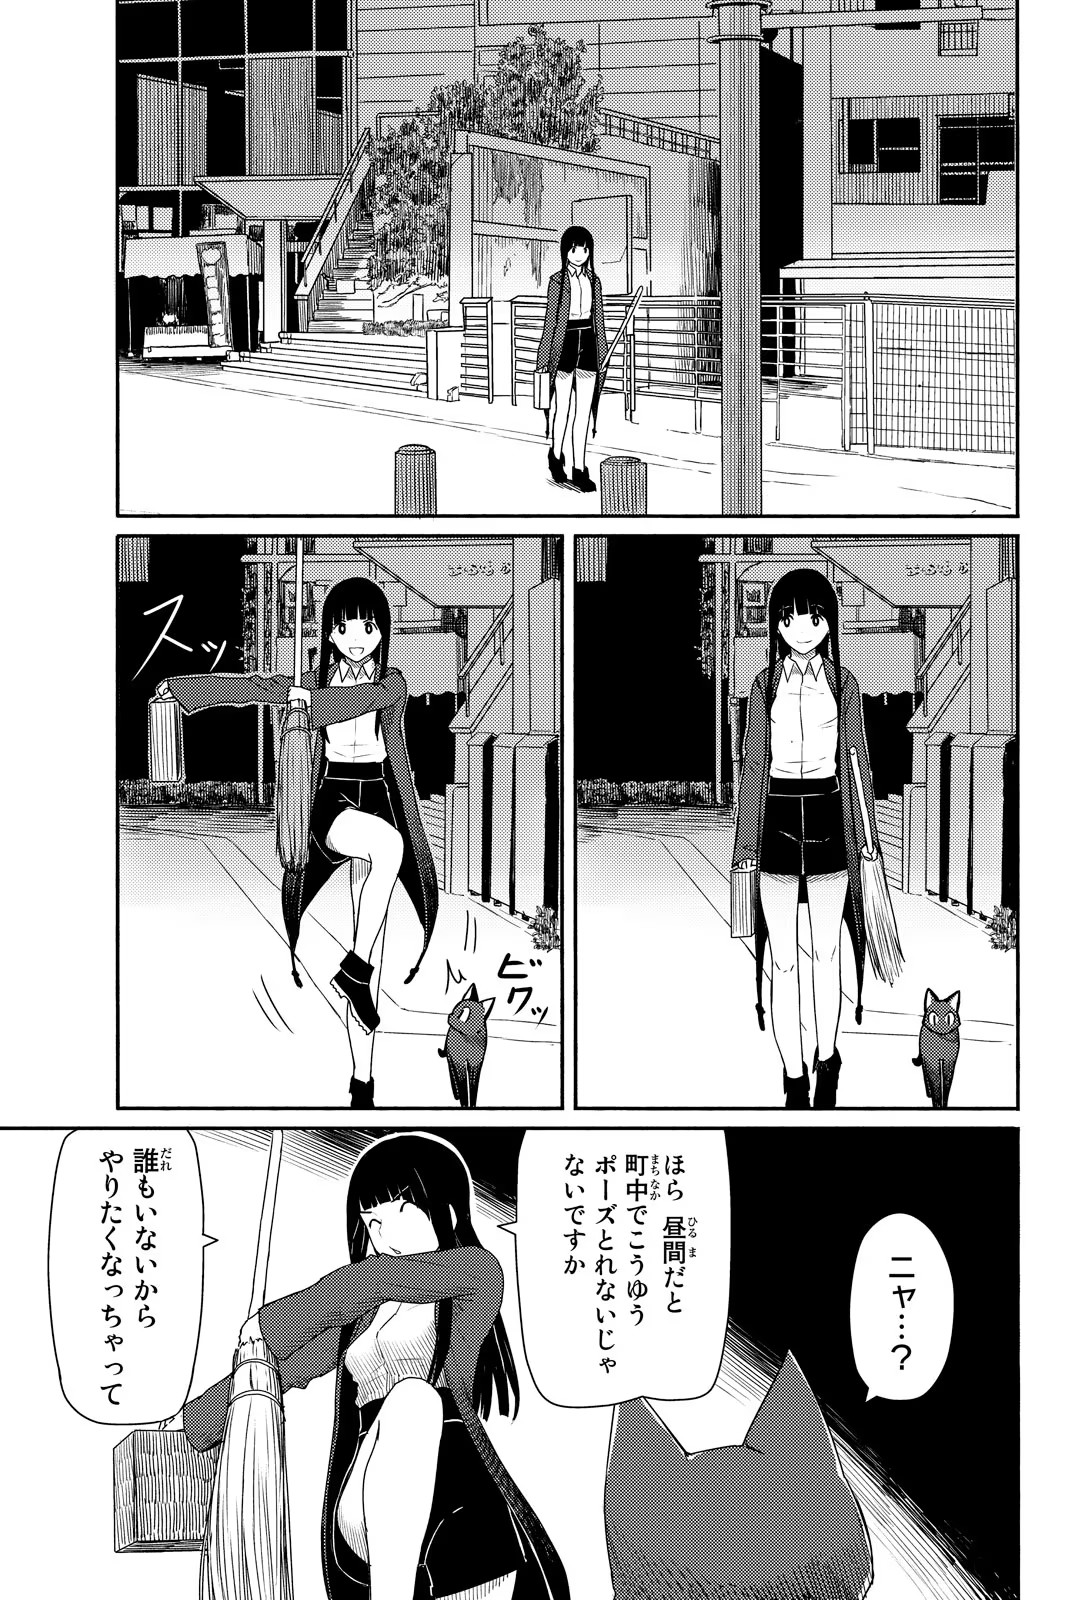 スッ
ビクッ
ニャ…？
ほら 昼間だと
町中でこうゆう
ポーズとれないじゃ
ないですか
誰もいないから
やりたくなっちゃって